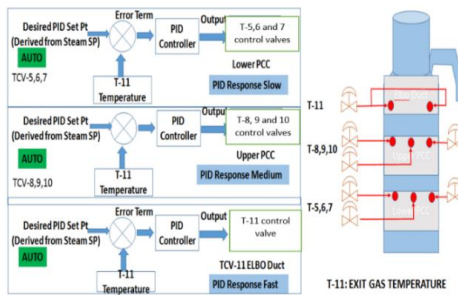 Desired PID Set Pt
(Derived from Steam SP)
AUTO
TCV-5,6,7
Error Term
PID
Controller
Output
T-5,6 and 7
control valves
Lower PCC
PID Response Slow
T-11
Temperature
Desired PID Set Pt
(Derived from Steam SP)
AUTO
TCV-8,9,10
Error Term
PID
Controller
Output
T-8, 9 and 10
control valves
Upper PCC
PID Response Medium
T-11
Temperature
Desired PID Set Pt
(Derived from Steam SP)
AUTO
Error Term
PID
Controller
Output
T-11 control
valve
TCV-11 ELBO Duct
PID Response Fast
T-11
Temperature
T-11
T-8,9,10
T-5,6,7
T-11: EXIT GAS TEMPERATURE